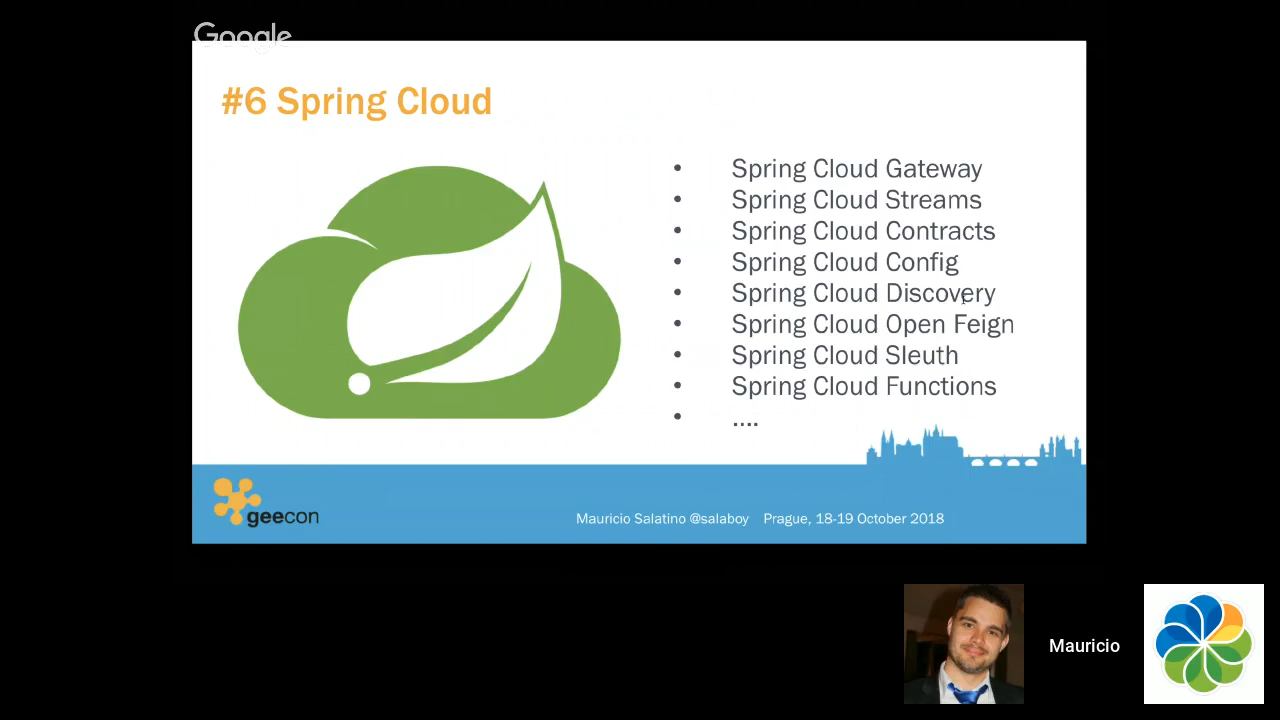 Google
#6 Spring Cloud
• Spring Cloud Gateway
• Spring Cloud Streams
• Spring Cloud Contracts
• Spring Cloud Config
• Spring Cloud Discovery
• Spring Cloud Open Feign
• Spring Cloud Sleuth
• Spring Cloud Functions
• ....
geecon
Mauricio Salatino @salaboy Prague, 18-19 October 2018
Mauricio